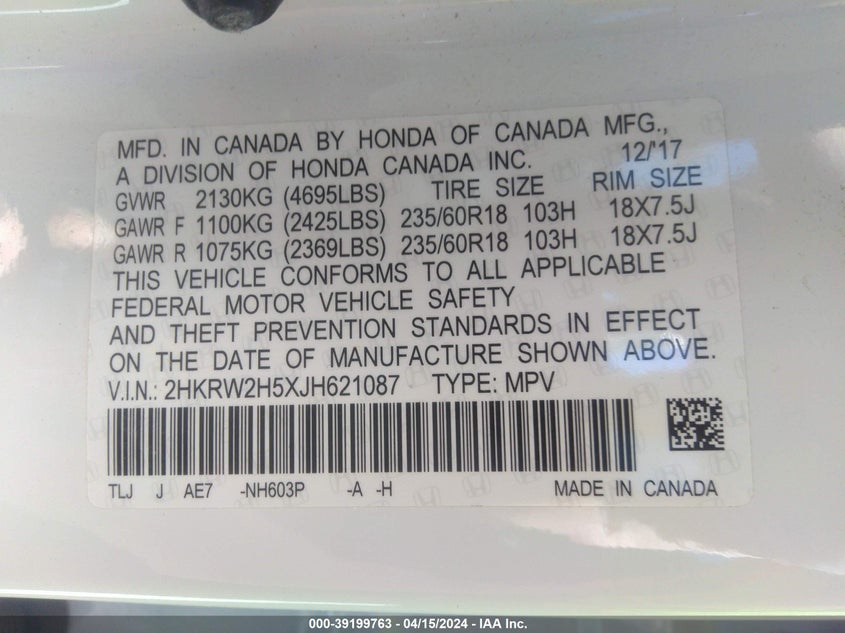 MFD. IN CANADA BY HONDA OF CANADA MFG.,
A DIVISION OF HONDA CANADA INC. 12/'17
GVWR 2130KG (4695LBS) TIRE SIZE RIM SIZE
GAWR F 1100KG (2425LBS) 235/60R18 103H 18X7.5J
GAWR R 1075KG (2369LBS) 235/60R18 103H 18X7.5J
THIS VEHICLE CONFORMS TO ALL APPLICABLE
FEDERAL MOTOR VEHICLE SAFETY
AND THEFT PREVENTION STANDARDS IN EFFECT
ON THE DATE OF MANUFACTURE SHOWN ABOVE.
V.I.N.: 2HKRW2H5XJH621087 TYPE: MPV
TLJ J AE7 -NH603P -A -H MADE IN CANADA
000-39199763 - 04/15/2024 - IAA Inc.